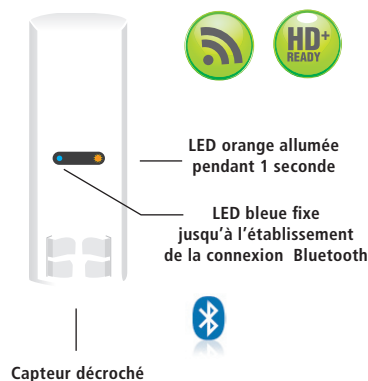 HD+
READY
LED orange allumée
pendant 1 seconde
LED bleue fixe
jusqu'à l'établissement
de la connexion Bluetooth
Capteur décroché